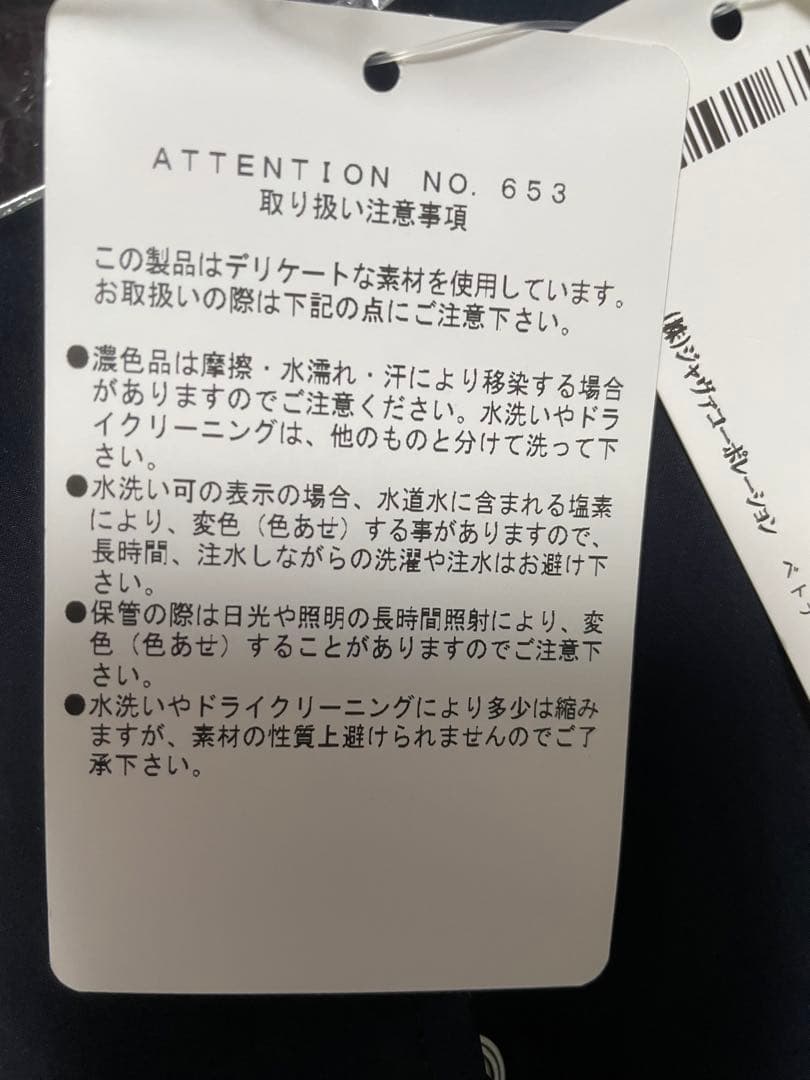 ATTENTION NO. 653
取り扱い注意事項
この製品はデリケートな素材を使用しています。
お取扱いの際は下記の点にご注意下さい。
●濃色品は摩擦・水濡れ・汗により移染する場合
がありますのでご注意ください。水洗いやドラ
イクリーニングは、他のものと分けて洗って下
さい。
●水洗い可の表示の場合、水道水に含まれる塩素
により、変色（色あせ）する事がありますので、
長時間、注水しながらの洗濯や注水はお避け下
さい。
●保管の際は日光や照明の長時間照射により、変
色（色あせ）することがありますのでご注意下
さい。
●水洗いやドライクリーニングにより多少は縮み
ますが、素材の性質上避けられませんのでご了
承下さい。
(株)ジャヴァコーポレーション